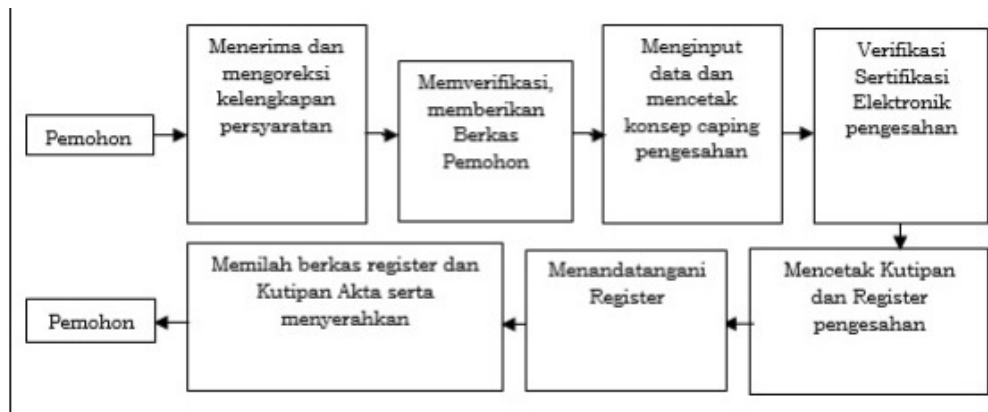 Pemohon
Menerima dan
mengoreksi
kelengkapan
persyaratan
Memverifikasi,
memberikan
Berkas
Pemohon
Menginput
data dan
mencetak
konsep caping
pengesahan
Verifikasi
Sertifikasi
Elektronik
pengesahan
Mencetak Kutipan
dan Register
pengesahan
Menandatangani
Register
Memilah berkas register dan
Kutipan Akta serta
menyerahkan
Pemohon